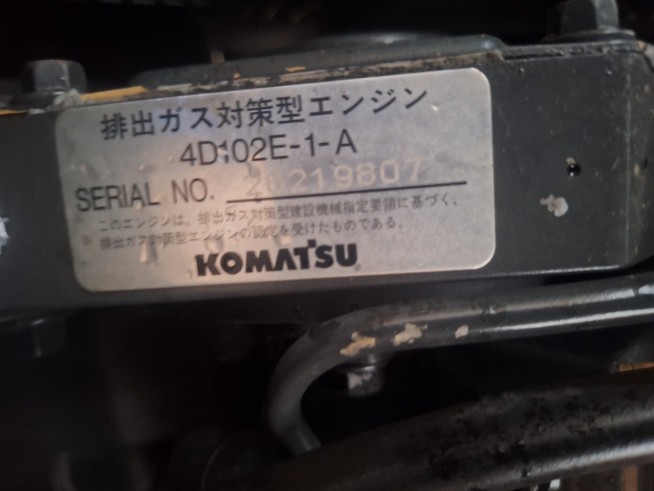 排出ガス対策型エンジン
4D102E-1-A
SERIAL NO. 26219807
このエンジンは、排出ガス対策型建設機械指定要領に基づく、
排出ガス対策型エンジンの認定を受けたものである。
KOMATSU